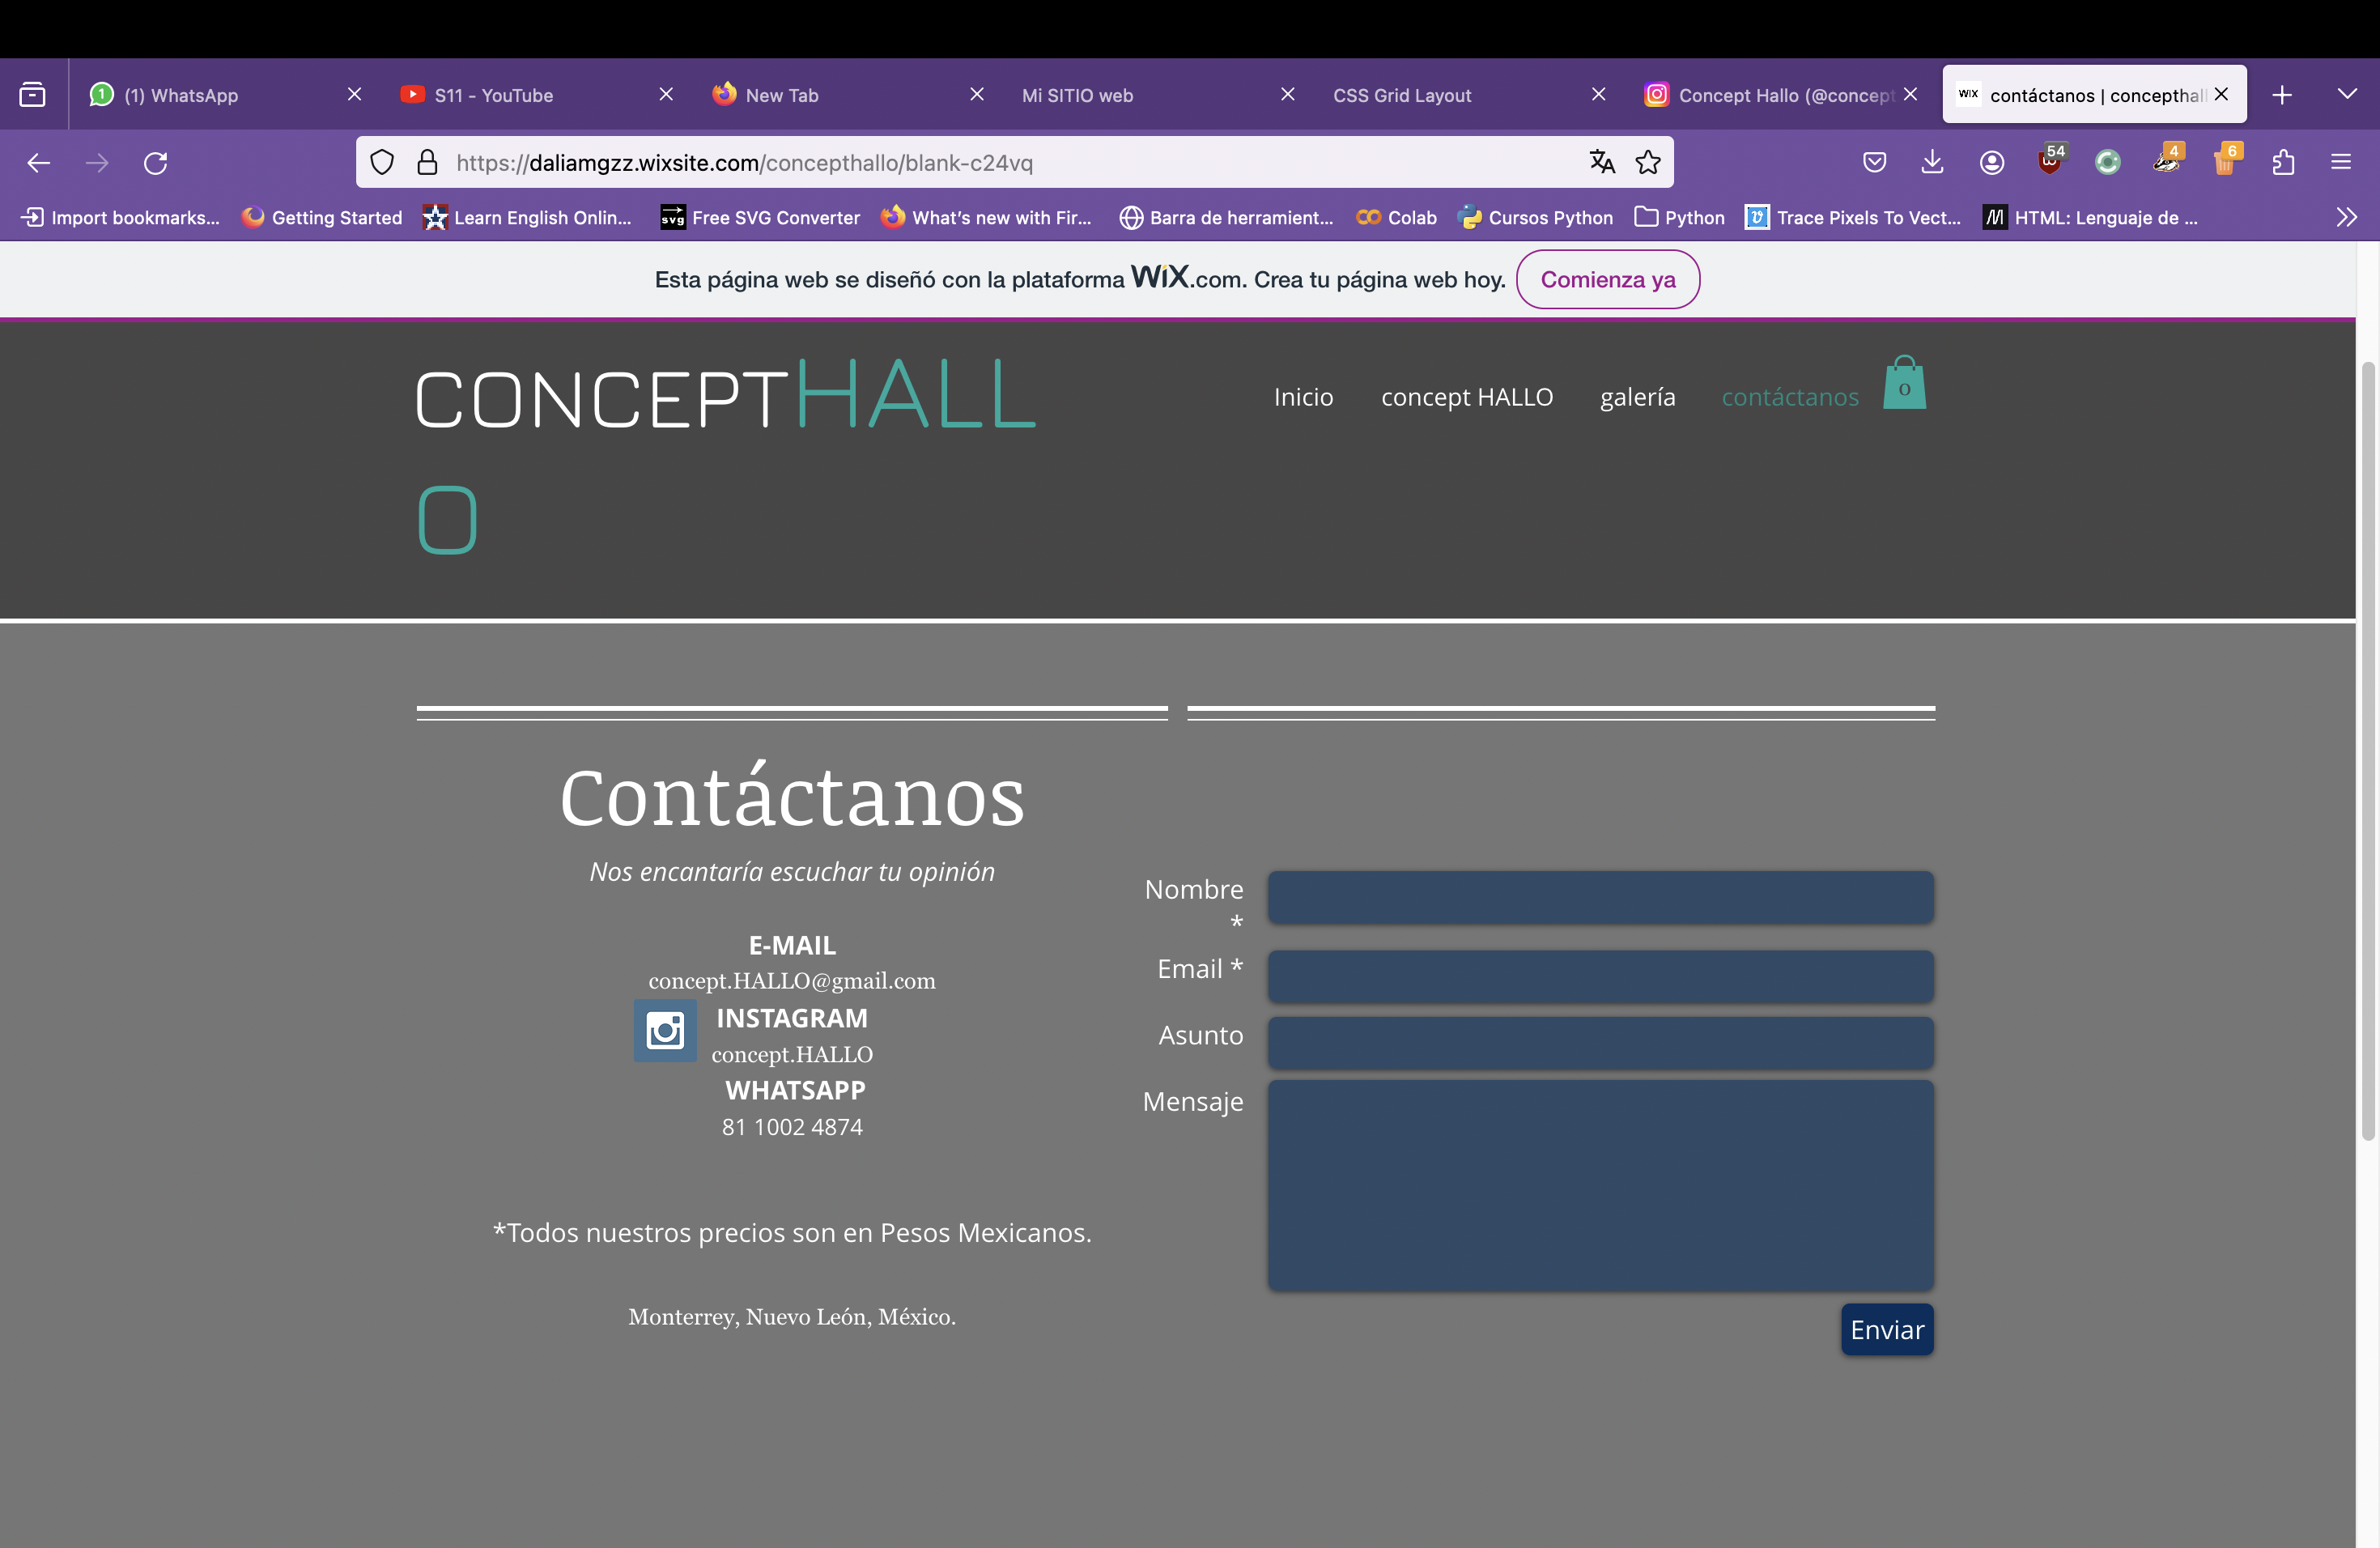 (1) WhatsApp
S11 - YouTube
New Tab
Mi SITIO web
CSS Grid Layout
Concept Hallo (@concept
WiX contáctanos | concepthal
https://daliamgzz.wixsite.com/concepthallo/blank-c24vq
54
4
6
Import bookmarks...
Getting Started
Learn English Onlin...
svg Free SVG Converter
What's new with Fir...
Barra de herramient...
Colab
Cursos Python
Python
Trace Pixels To Vect...
HTML: Lenguaje de ...
Esta página web se diseñó con la plataforma WiX.com. Crea tu página web hoy. Comienza ya
CONCEPTHALL
O
Inicio
concept HALLO
galería
contáctanos
0
Contáctanos
Nos encantaría escuchar tu opinión
E-MAIL
concept.HALLO@gmail.com
INSTAGRAM
concept.HALLO
WHATSAPP
81 1002 4874
*Todos nuestros precios son en Pesos Mexicanos.
Monterrey, Nuevo León, México.
Nombre
*
Email *
Asunto
Mensaje
Enviar